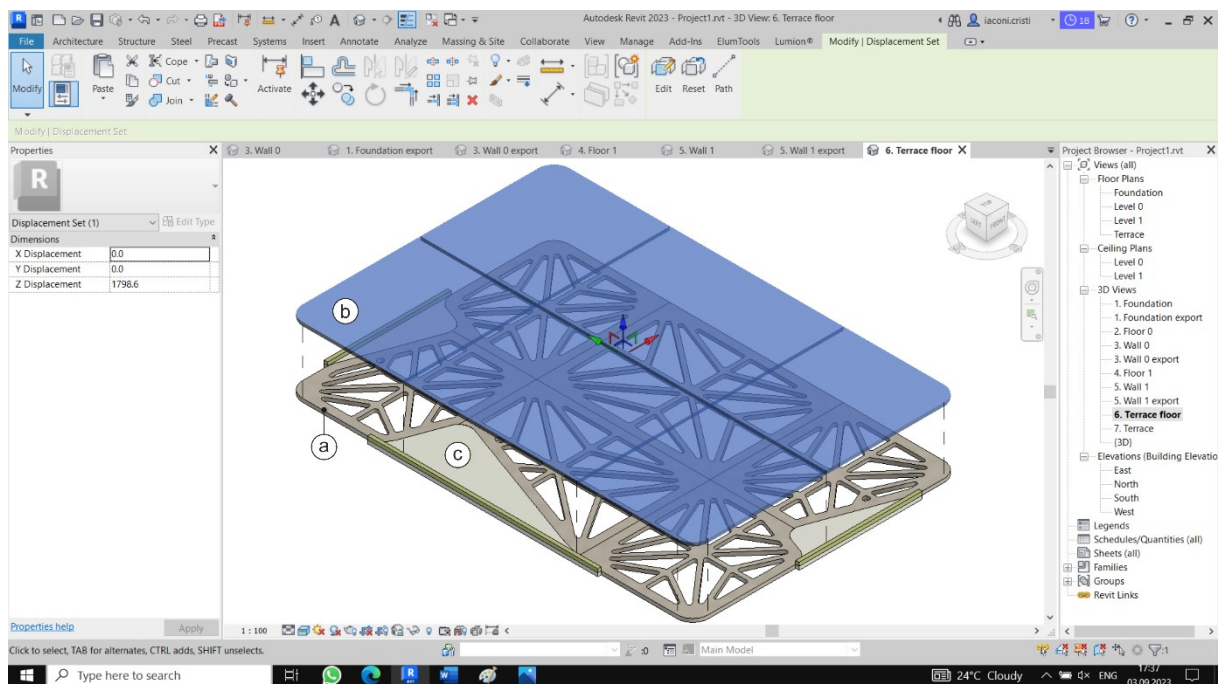 Autodesk Revit 2023 - Project1.rvt - 3D View: 6. Terrace floor
iaconi.cristi
18
File Architecture Structure Steel Precast Systems Insert Annotate Analyze Massing & Site Collaborate View Manage Add-Ins ElumTools Lumion® Modify | Displacement Set
Modify
Paste
Cope
Cut
Join
Activate
Edit Reset Path
Modify | Displacement Set
Properties
3. Wall 0
1. Foundation export
3. Wall 0 export
4. Floor 1
5. Wall 1
5. Wall 1 export
6. Terrace floor
Project Browser - Project1.rvt
R
Displacement Set (1)
Edit Type
Dimensions
X Displacement 0.0
Y Displacement 0.0
Z Displacement 1798.6
TOP
LEFT
FRONT
b
a
c
Views (all)
Floor Plans
Foundation
Level 0
Level 1
Terrace
Ceiling Plans
Level 0
Level 1
3D Views
1. Foundation
1. Foundation export
2. Floor 0
3. Wall 0
3. Wall 0 export
4. Floor 1
5. Wall 1
5. Wall 1 export
6. Terrace floor
7. Terrace
{3D}
Elevations (Building Elevatio
East
North
South
West
Legends
Schedules/Quantities (all)
Sheets (all)
Families
Groups
Revit Links
Properties help
Apply
1 : 100
Click to select, TAB for alternates, CTRL adds, SHIFT unselects.
:0
Main Model
:1
Type here to search
24°C Cloudy
ENG
17:37
03.09.2023